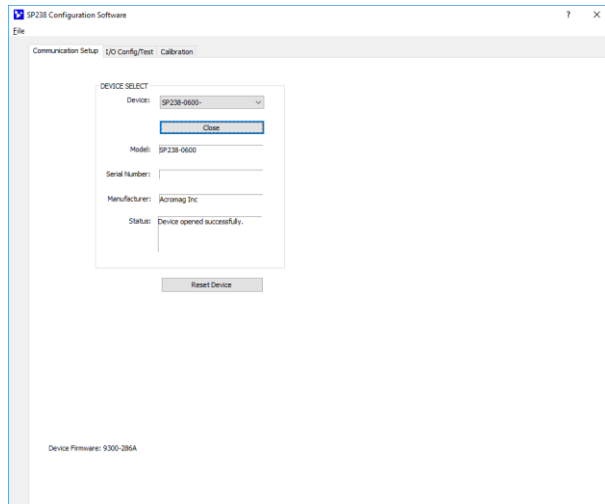 SP238 Configuration Software ? ×
File
Communication Setup I/O Config/Test Calibration
DEVICE SELECT
Device: SP238-0600-
Close
Model: SP238-0600
Serial Number:
Manufacturer: Acromag Inc
Status: Device opened successfully.
Reset Device
Device Firmware: 9300-286A